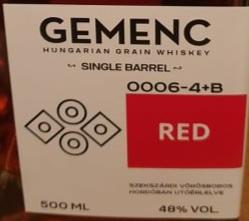 GEMENC
HUNGARIAN GRAIN WHISKEY
SINGLE BARREL
0006-4+B
RED
SZEKSZÁRDI VÖRÖSBOROS
HORDÓBAN UTÓÉRLELVE
500 ML
48% VOL.